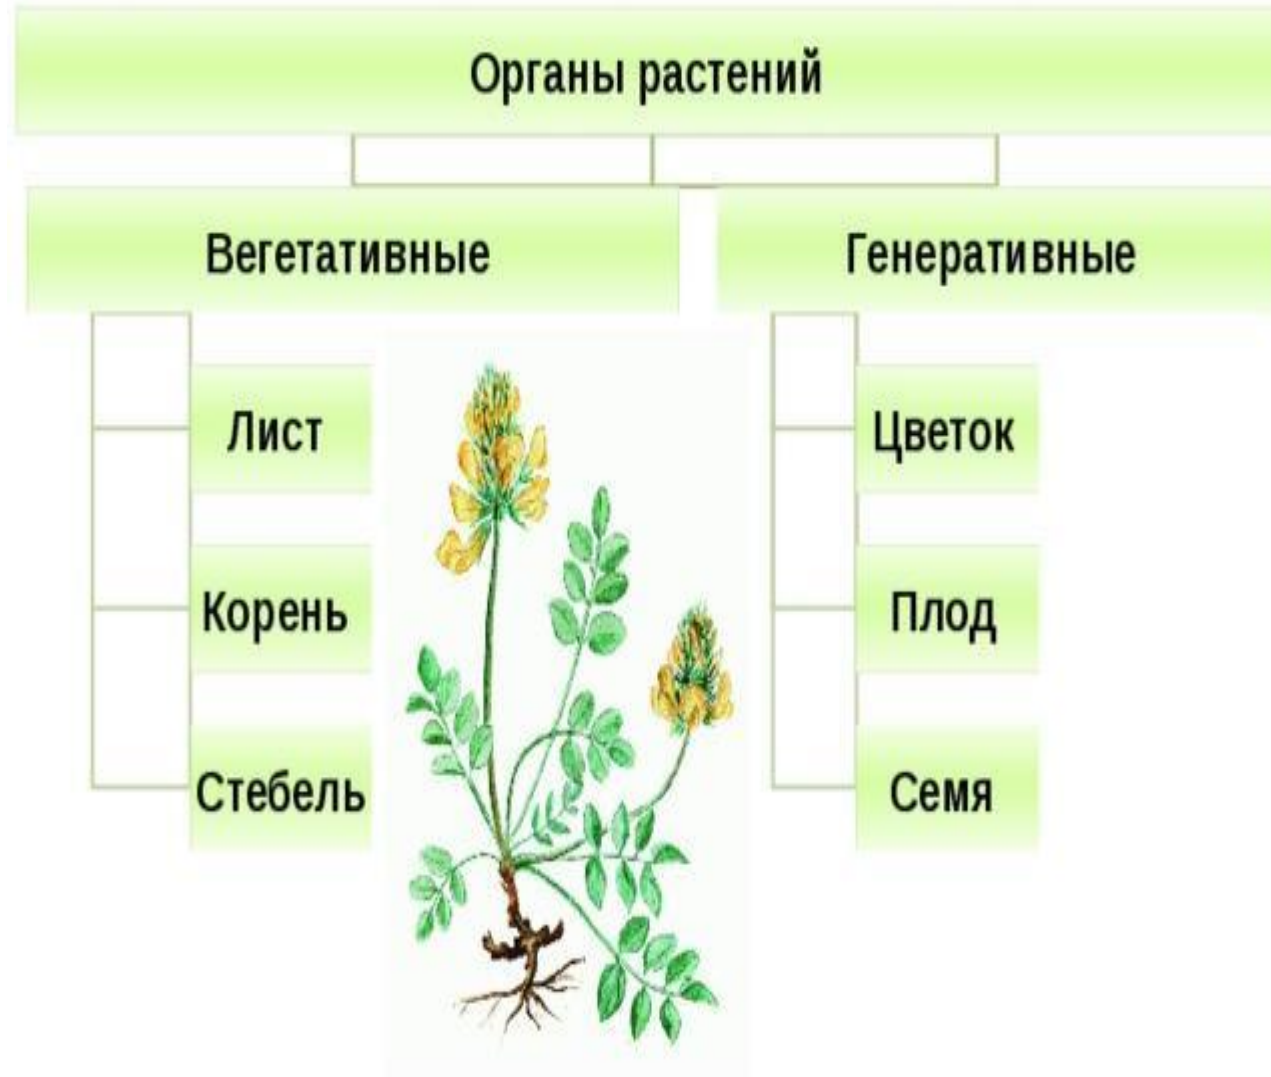 Органы растений
Вегетативные
Генеративные
Лист
Корень
Стебель
Цветок
Плод
Семя